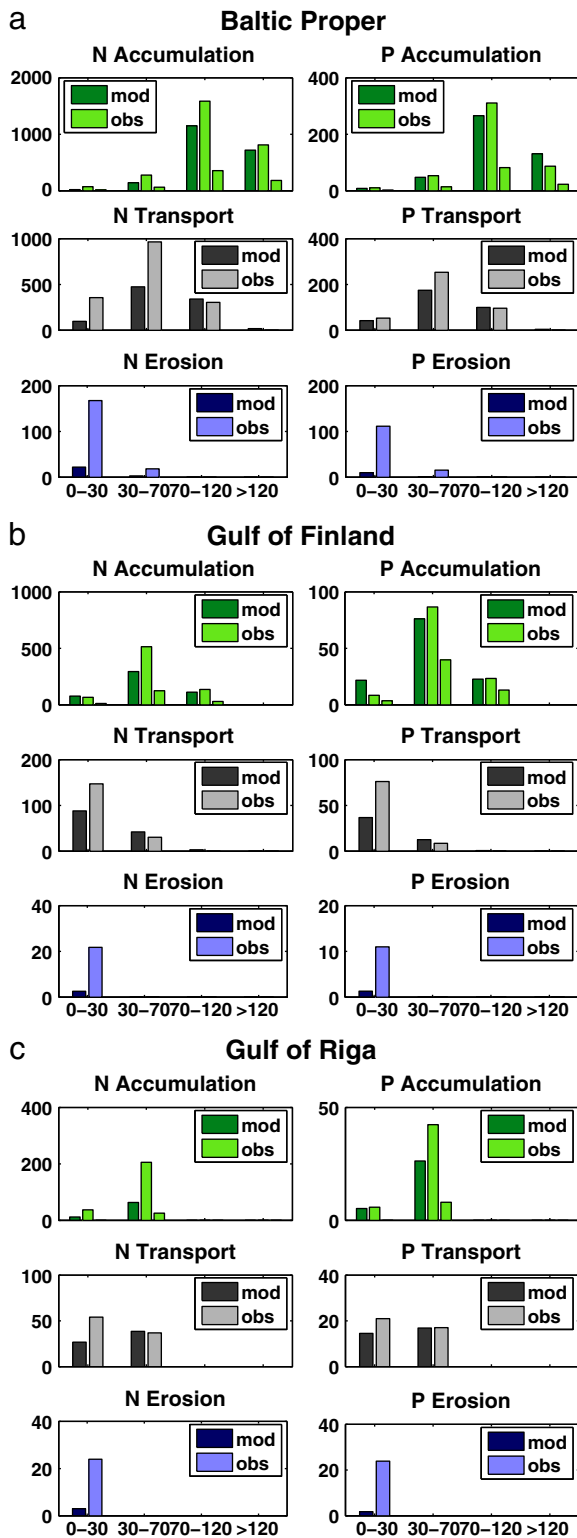 a
Baltic Proper
N Accumulation
P Accumulation
2000
1000
0
mod
obs
400
200
0
mod
obs
N Transport
P Transport
1000
500
0
mod
obs
400
200
0
mod
obs
N Erosion
P Erosion
200
100
0
mod
obs
200
100
0
mod
obs
0–30 30–70 70–120 >120
0–30 30–70 70–120 >120
b
Gulf of Finland
N Accumulation
P Accumulation
1000
500
0
mod
obs
100
50
0
mod
obs
N Transport
P Transport
200
100
0
mod
obs
100
50
0
mod
obs
N Erosion
P Erosion
40
20
0
mod
obs
20
10
0
mod
obs
0–30 30–70 70–120 >120
0–30 30–70 70–120 >120
c
Gulf of Riga
N Accumulation
P Accumulation
400
200
0
mod
obs
50
0
mod
obs
N Transport
P Transport
100
50
0
mod
obs
40
20
0
mod
obs
N Erosion
P Erosion
40
20
0
mod
obs
40
20
0
mod
obs
0–30 30–70 70–120 >120
0–30 30–70 70–120 >120